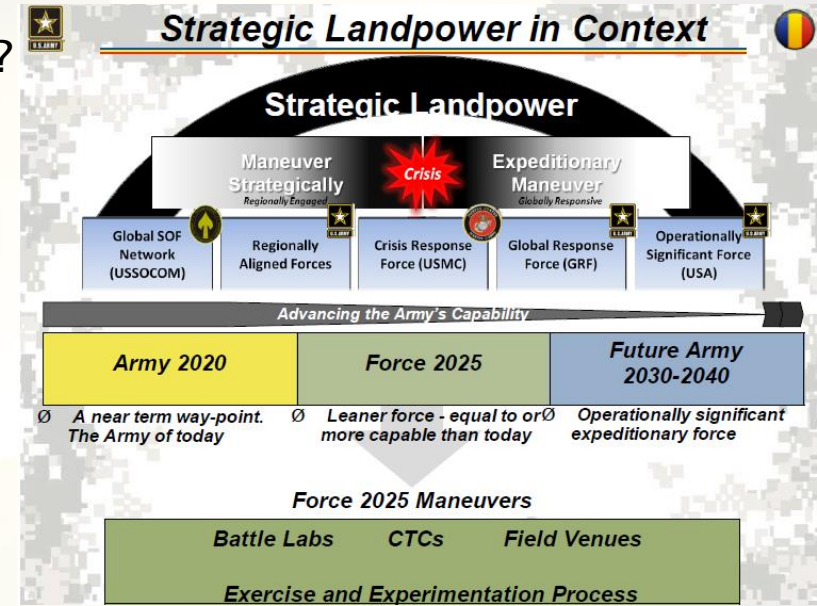 ?
U.S.ARMY
Strategic Landpower in Context
Strategic Landpower
Maneuver
Strategically
Regionally Engaged
Crisis
Expeditionary
Maneuver
Globally Responsive
Global SOF
Network
(USSOCOM)
U.S.ARMY
Regionally
Aligned Forces
Crisis Response
Force (USMC)
U.S.ARMY
Global Response
Force (GRF)
U.S.ARMY
Operationally
Significant Force
(USA)
Advancing the Army's Capability
Army 2020
Force 2025
Future Army
2030-2040
Ø A near term way-point.
The Army of today
Ø Leaner force - equal to or
more capable than today
Ø Operationally significant
expeditionary force
Force 2025 Maneuvers
Battle Labs CTCs Field Venues
Exercise and Experimentation Process